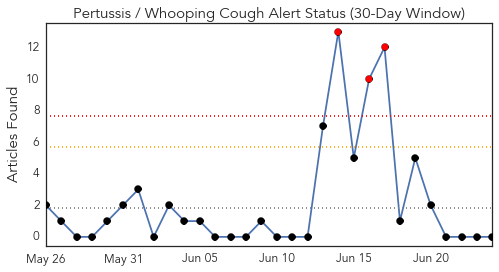 Pertussis / Whooping Cough Alert Status (30-Day Window)
Articles Found
12
10
8
6
4
2
0
May 26
May 31
Jun 05
Jun 10
Jun 15
Jun 20